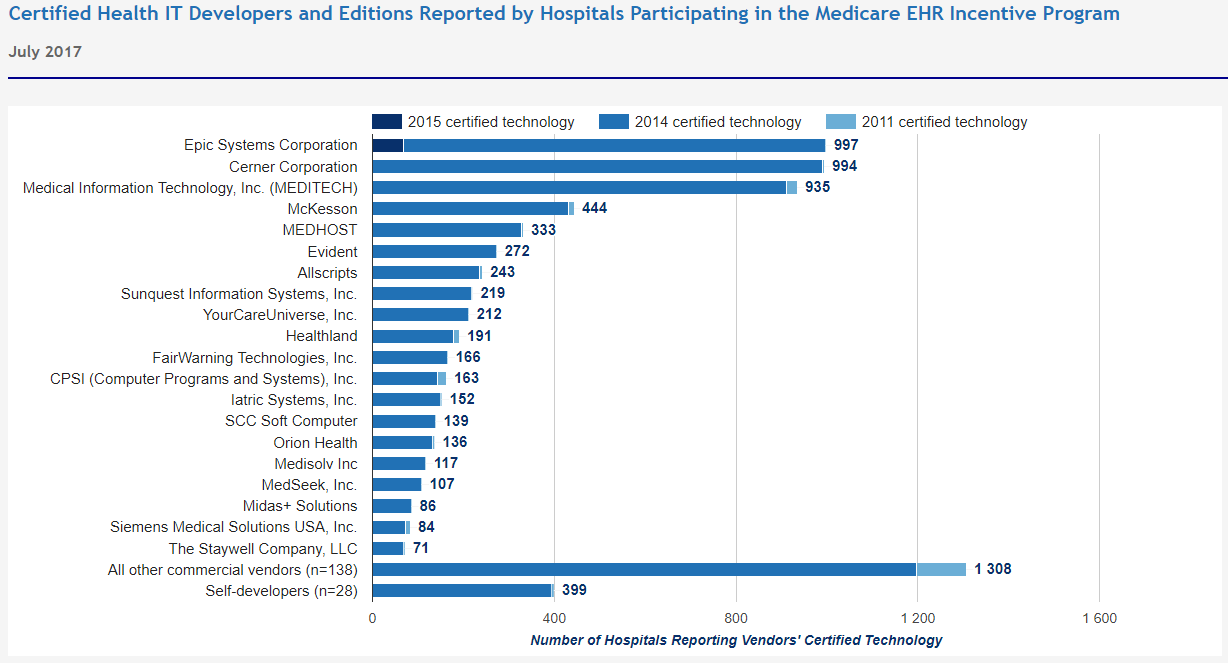 Certified Health IT Developers and Editions Reported by Hospitals Participating in the Medicare EHR Incentive Program
July 2017
2015 certified technology 2014 certified technology 2011 certified technology
Epic Systems Corporation 997
Cerner Corporation 994
Medical Information Technology, Inc. (MEDITECH) 935
McKesson 444
MEDHOST 333
Evident 272
Allscripts 243
Sunquest Information Systems, Inc. 219
YourCareUniverse, Inc. 212
Healthland 191
FairWarning Technologies, Inc. 166
CPSI (Computer Programs and Systems), Inc. 163
Iatric Systems, Inc. 152
SCC Soft Computer 139
Orion Health 136
Medisolv Inc 117
MedSeek, Inc. 107
Midas+ Solutions 86
Siemens Medical Solutions USA, Inc. 84
The Staywell Company, LLC 71
All other commercial vendors (n=138) 1 308
Self-developers (n=28) 399
0 400 800 1 200 1 600
Number of Hospitals Reporting Vendors' Certified Technology